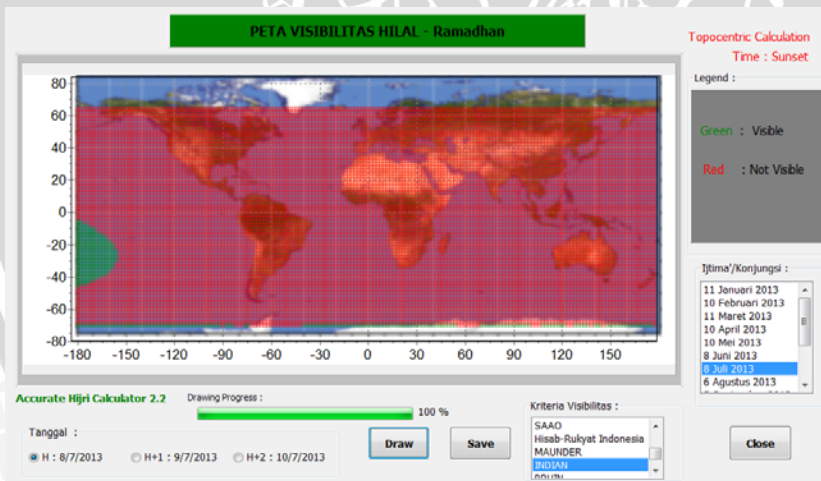 PETA VISIBILITAS HILAL - Ramadhan
Topocentric Calculation
Time : Sunset
Legend :
Green : Visible
Red : Not Visible
80
60
40
20
0
-20
-40
-60
-80
-180 -150 -120 -90 -60 -30 0 30 60 90 120 150
Ijtima'/Konjungsi :
11 Januari 2013
10 Februari 2013
11 Maret 2013
10 April 2013
10 Mei 2013
8 Juni 2013
8 Juli 2013
6 Agustus 2013
Accurate Hijri Calculator 2.2
Drawing Progress :
100 %
Tanggal :
H : 8/7/2013
H+1 : 9/7/2013
H+2 : 10/7/2013
Draw
Save
Kriteria Visibilitas :
SAAO
Hisab-Rukyat Indonesia
MAUNDER
INDIAN
Close